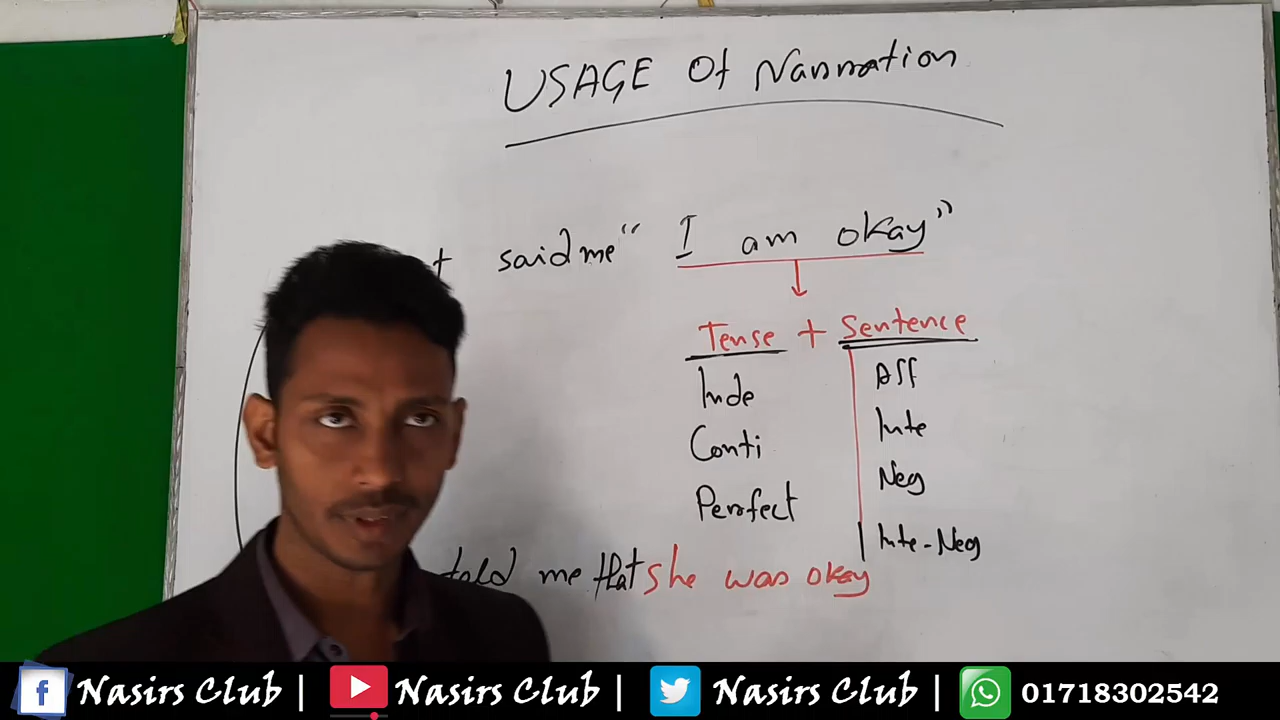 USAGE Of Narration
said me “ I am okay”
Tense + Sentence
Inde
Aff
Conti
Inte
Perfect
Neg
Inte-Neg
told me that she was okay
Nasirs Club | Nasirs Club | Nasirs Club | 01718302542